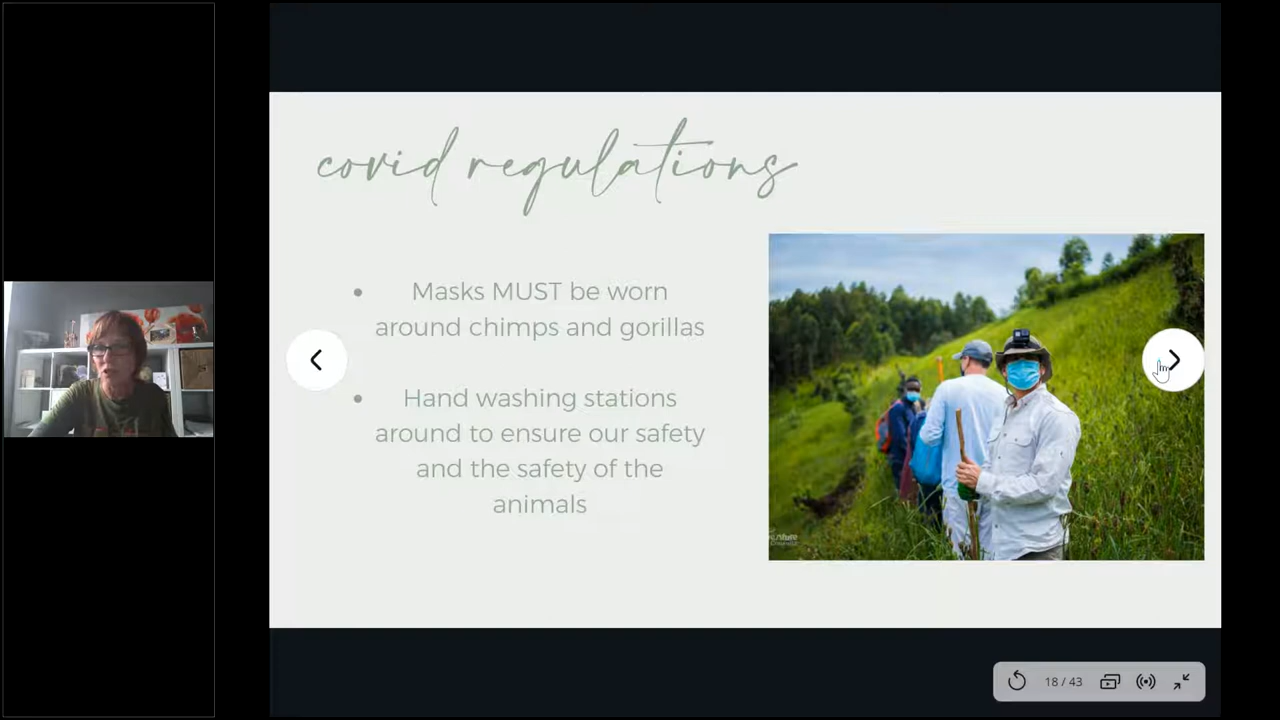 covid regulations
• Masks MUST be worn
around chimps and gorillas
• Hand washing stations
around to ensure our safety
and the safety of the
animals
18 / 43